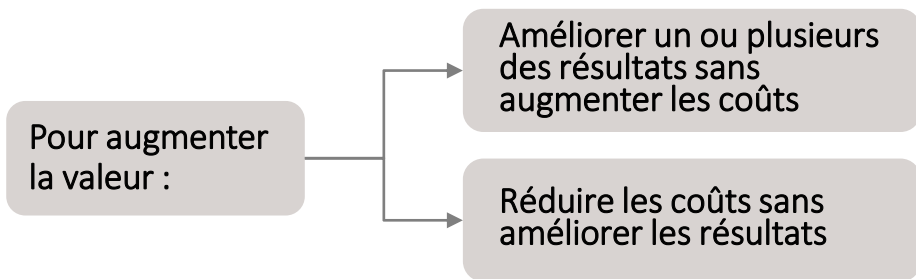 Pour augmenter
la valeur :
Améliorer un ou plusieurs
des résultats sans
augmenter les coûts
Réduire les coûts sans
améliorer les résultats